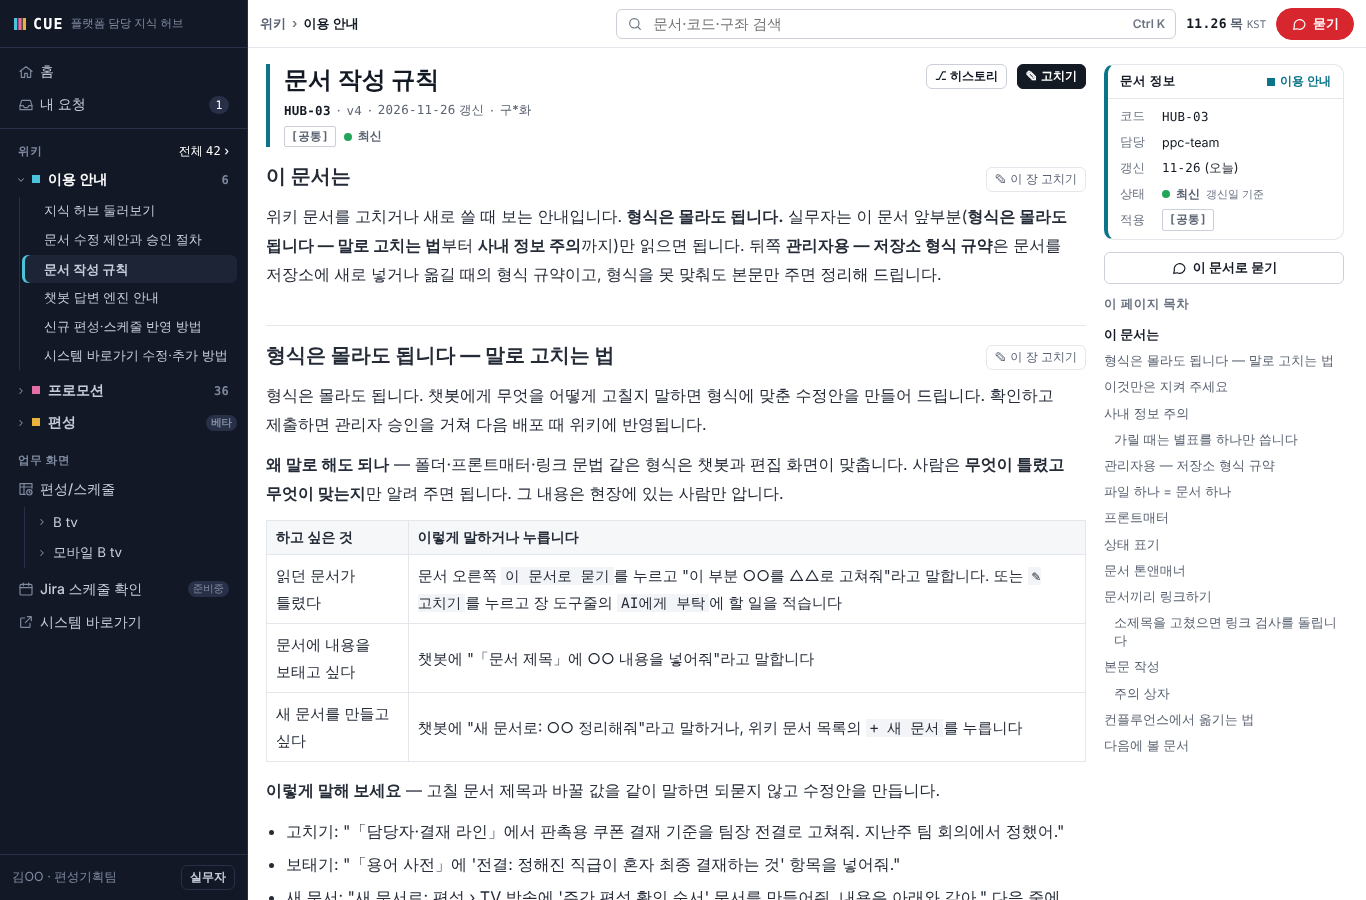 CUE 플랫폼 담당 지식 허브
홈
내 요청 1
위키 전체 42 ›
이용 안내 6
지식 허브 둘러보기
문서 수정 제안과 승인 절차
문서 작성 규칙
챗봇 답변 엔진 안내
신규 편성·스케줄 반영 방법
시스템 바로가기 수정·추가 방법
프로모션 36
편성 베타
업무 화면
편성/스케줄
B tv
모바일 B tv
Jira 스케줄 확인 준비중
시스템 바로가기
김OO · 편성기획팀 실무자
위키 › 이용 안내
문서·코드·구좌 검색 Ctrl K
11.26 목 KST
묻기
문서 작성 규칙
⎇ 히스토리
✎ 고치기
HUB-03 · v4 · 2026-11-26 갱신 · 구*화
[공통] 최신
이 문서는
✎ 이 장 고치기
위키 문서를 고치거나 새로 쓸 때 보는 안내입니다. 형식은 몰라도 됩니다. 실무자는 이 문서 앞부분(형식은 몰라도
됩니다 — 말로 고치는 법부터 사내 정보 주의까지)만 읽으면 됩니다. 뒤쪽 관리자용 — 저장소 형식 규약은 문서를
저장소에 새로 넣거나 옮길 때의 형식 규약이고, 형식을 못 맞춰도 본문만 주면 정리해 드립니다.
형식은 몰라도 됩니다 — 말로 고치는 법
✎ 이 장 고치기
형식은 몰라도 됩니다. 챗봇에게 무엇을 어떻게 고칠지 말하면 형식에 맞춘 수정안을 만들어 드립니다. 확인하고
제출하면 관리자 승인을 거쳐 다음 배포 때 위키에 반영됩니다.
왜 말로 해도 되나 — 폴더·프론트매터·링크 문법 같은 형식은 챗봇과 편집 화면이 맞춥니다. 사람은 무엇이 틀렸고
무엇이 맞는지만 알려 주면 됩니다. 그 내용은 현장에 있는 사람만 압니다.
하고 싶은 것 이렇게 말하거나 누릅니다
읽던 문서가
틀렸다
문서 오른쪽 이 문서로 묻기를 누르고 "이 부분 ○○를 △△로 고쳐줘"라고 말합니다. 또는 ✎
고치기를 누르고 장 도구줄의 AI에게 부탁에 할 일을 적습니다
문서에 내용을
보태고 싶다
챗봇에 "「문서 제목」에 ○○ 내용을 넣어줘"라고 말합니다
새 문서를 만들고
싶다
챗봇에 "새 문서로: ○○ 정리해줘"라고 말하거나, 위키 문서 목록의 + 새 문서를 누릅니다
이렇게 말해 보세요 — 고칠 문서 제목과 바꿀 값을 같이 말하면 되묻지 않고 수정안을 만듭니다.
• 고치기: "「담당자·결재 라인」에서 판촉용 쿠폰 결재 기준을 팀장 전결로 고쳐줘. 지난주 팀 회의에서 정했어."
• 보태기: "「용어 사전」에 '전결: 정해진 직급이 혼자 최종 결재하는 것' 항목을 넣어줘."
• 새 문서: "새 문서로: 편성 › TV 방송에 '주간 편성 확인 순서' 문서를 만들어줘. 내용은 아래와 같아." 다음 줄에
문서 정보 이용 안내
코드 HUB-03
담당 ppc-team
갱신 11-26 (오늘)
상태 최신 갱신일 기준
적용 [공통]
이 문서로 묻기
이 페이지 목차
이 문서는
형식은 몰라도 됩니다 — 말로 고치는 법
이것만은 지켜 주세요
사내 정보 주의
가릴 때는 별표를 하나만 씁니다
관리자용 — 저장소 형식 규약
파일 하나 = 문서 하나
프론트매터
상태 표기
문서 톤앤매너
문서끼리 링크하기
소제목을 고쳤으면 링크 검사를 돌립니
다
본문 작성
주의 상자
컨플루언스에서 옮기는 법
다음에 볼 문서